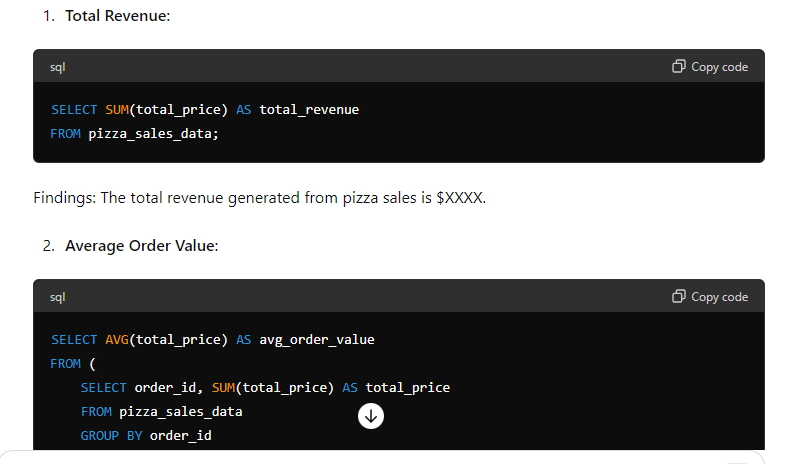 1. Total Revenue:
sql Copy code
SELECT SUM(total_price) AS total_revenue
FROM pizza_sales_data;
Findings: The total revenue generated from pizza sales is $XXXX.
2. Average Order Value:
sql Copy code
SELECT AVG(total_price) AS avg_order_value
FROM (
SELECT order_id, SUM(total_price) AS total_price
FROM pizza_sales_data
GROUP BY order_id